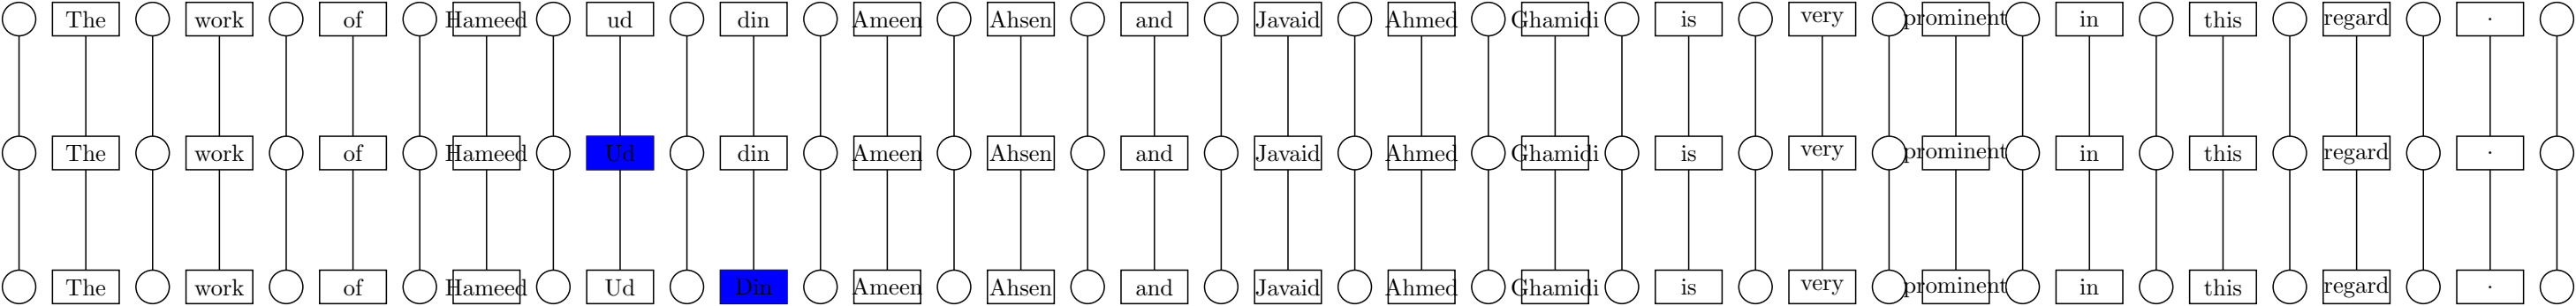 The work of Hameed ud din Ameen Ahsen and Javaid Ahmed Ghamidi is very prominent in this regard .
The work of Hameed Ud din Ameen Ahsen and Javaid Ahmed Ghamidi is very prominent in this regard .
The work of Hameed Ud Din Ameen Ahsen and Javaid Ahmed Ghamidi is very prominent in this regard .